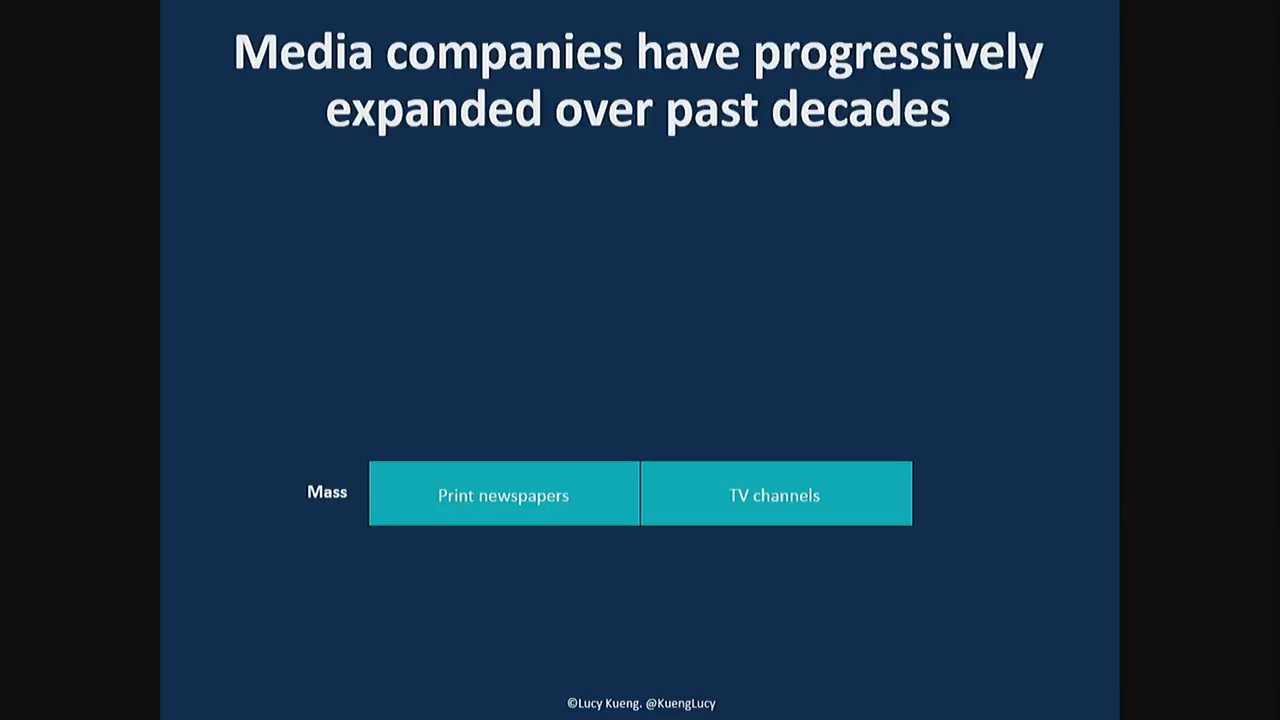 Media companies have progressively
expanded over past decades
Mass
Print newspapers
TV channels
©Lucy Kueng. @KuengLucy